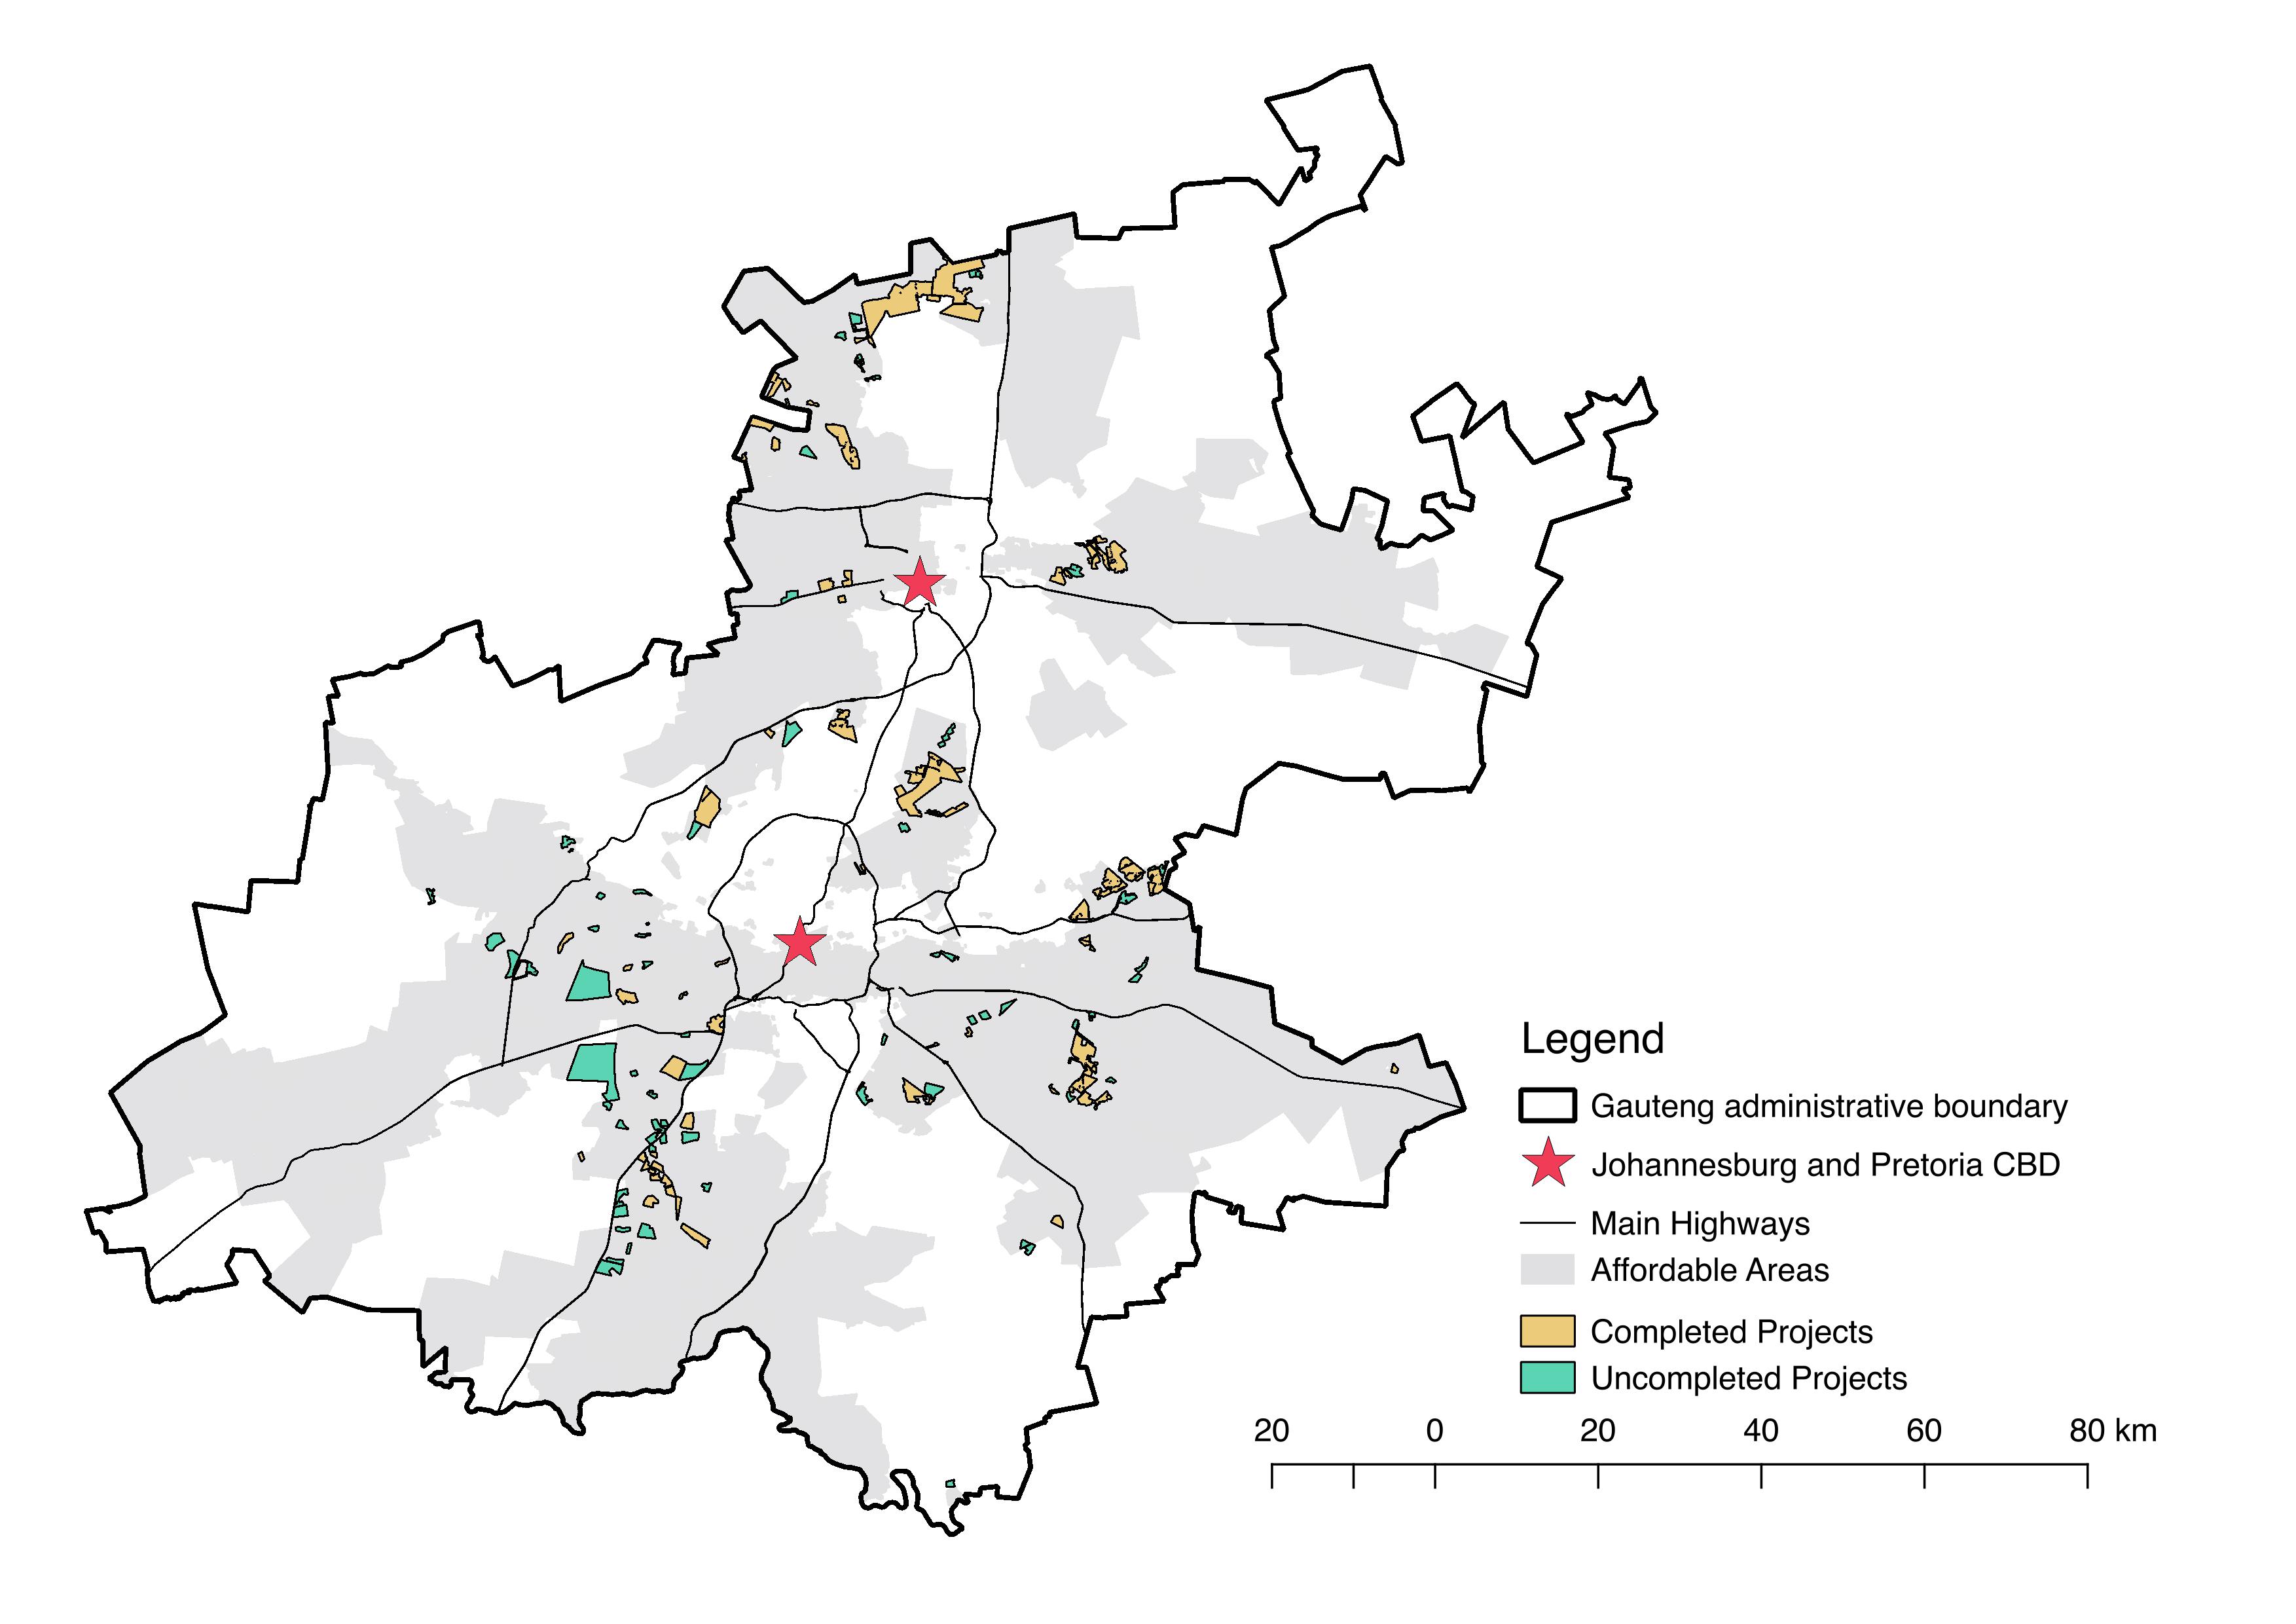 Legend
Gauteng administrative boundary
Johannesburg and Pretoria CBD
Main Highways
Affordable Areas
Completed Projects
Uncompleted Projects
20 0 20 40 60 80 km